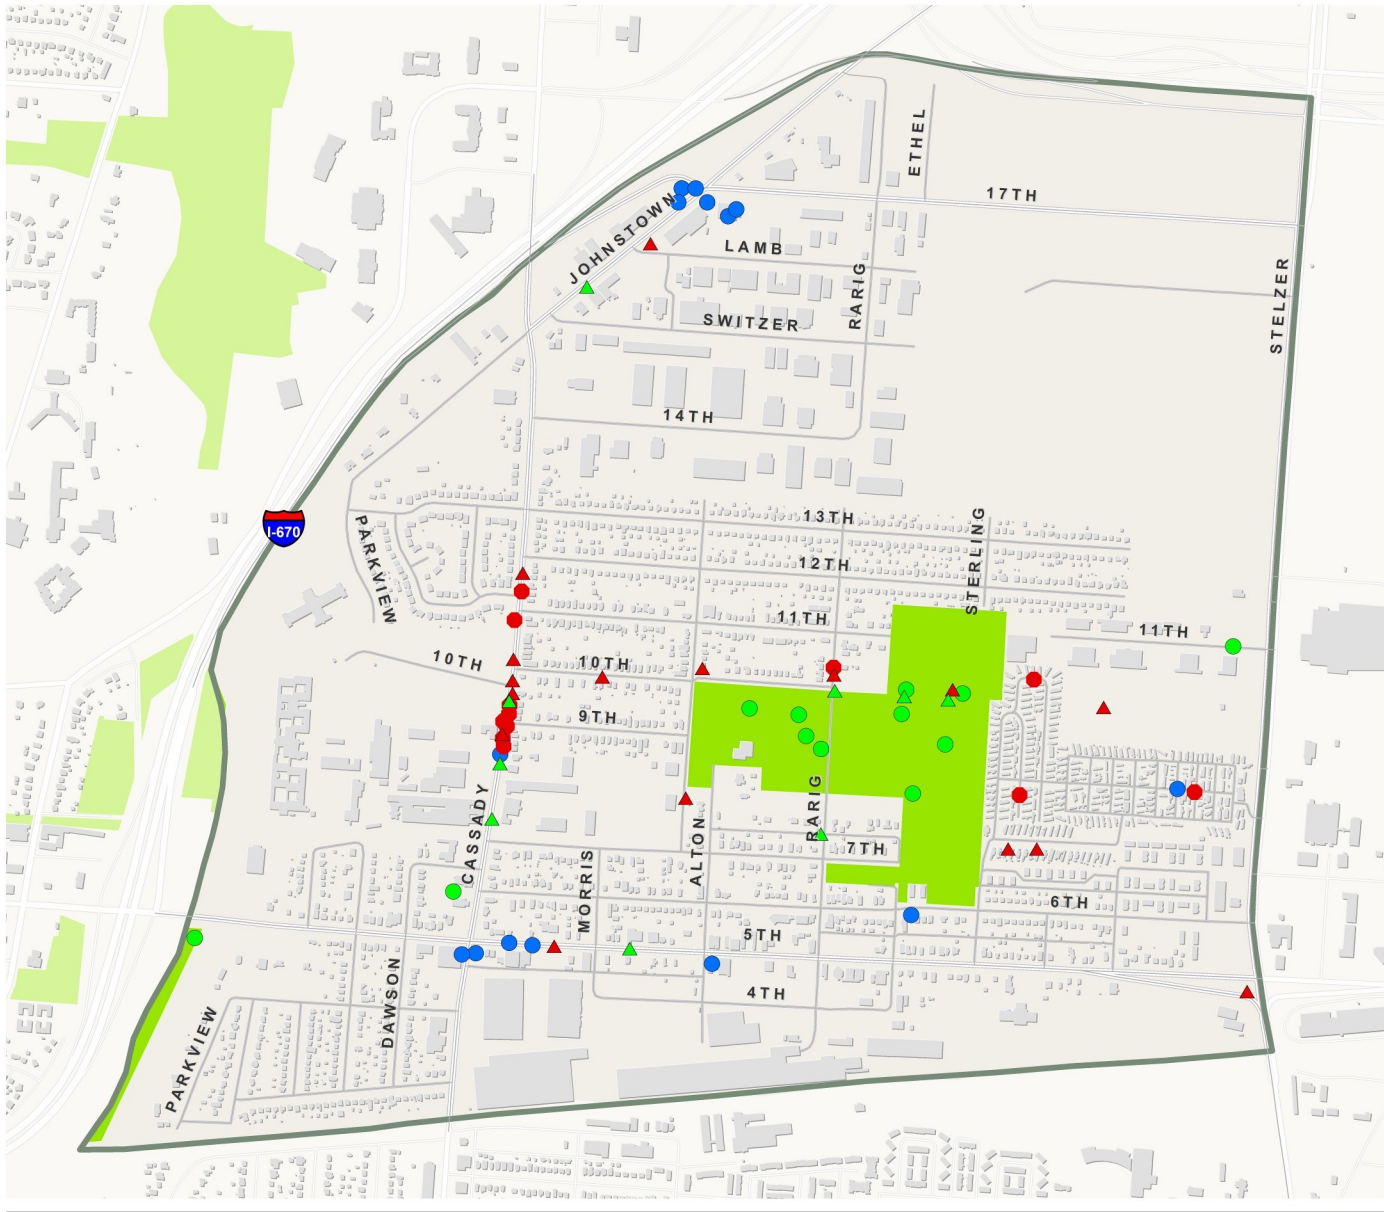 ETHEL
17TH
JOHNSTOWN
LAMB
RARIG
STELZER
SWITZER
14TH
I-670
PARKVIEW
13TH
STERLING
12TH
11TH
11TH
10TH
10TH
9TH
CASSADY
RARIG
ALTON
7TH
MORRIS
6TH
5TH
DAWSON
4TH
PARKVIEW